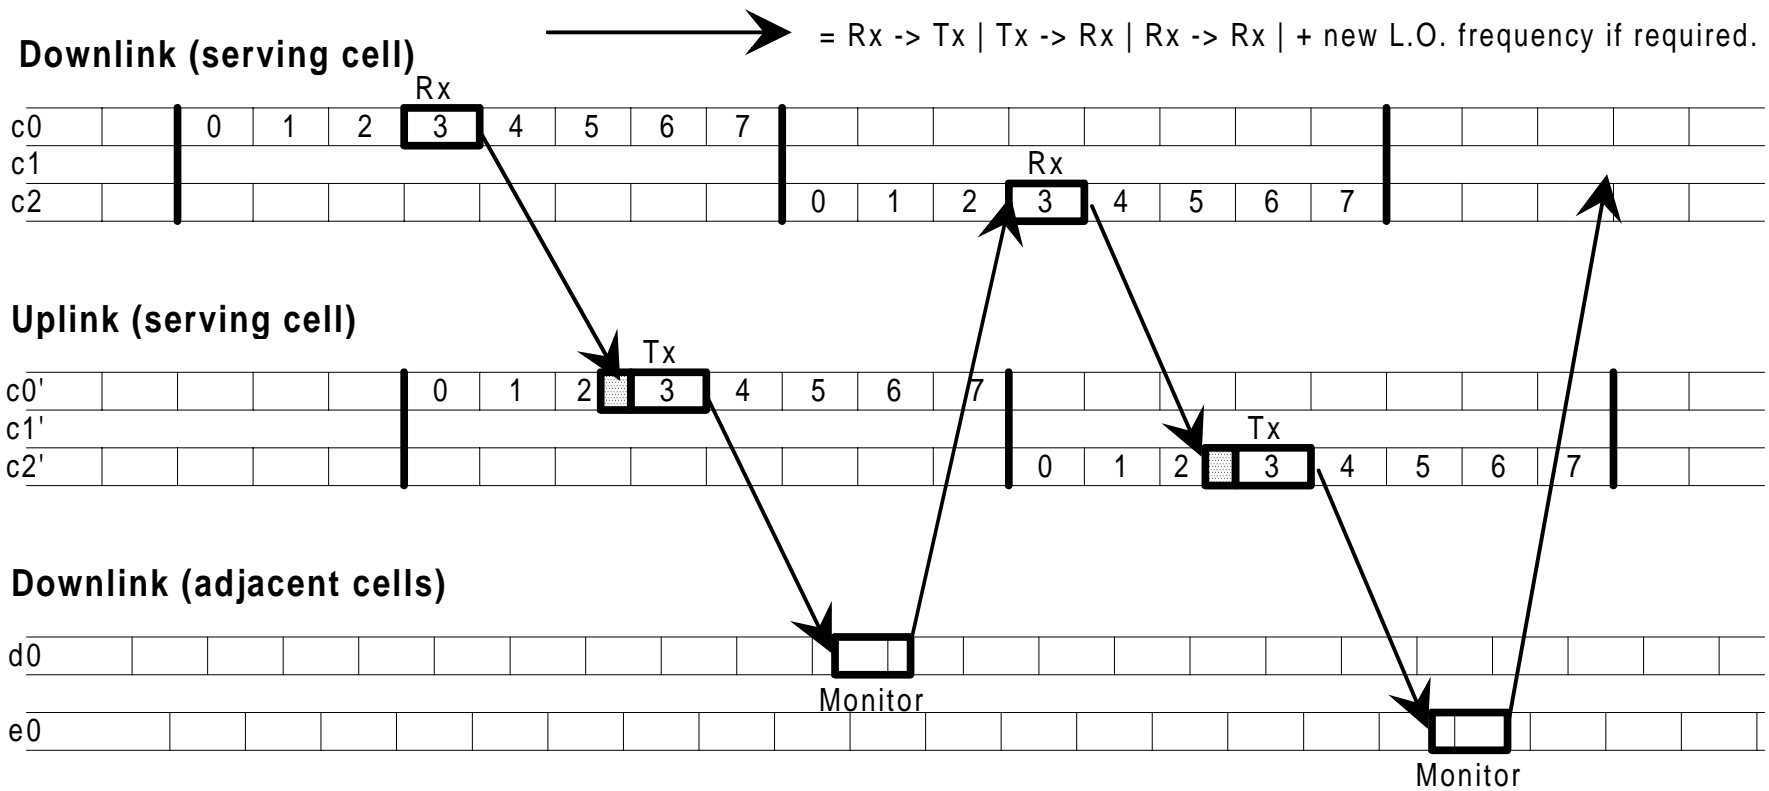 = Rx -> Tx | Tx -> Rx | Rx -> Rx | + new L.O. frequency if required.
Downlink (serving cell)
Rx
c0 0 1 2 3 4 5 6 7
c1 Rx
c2 0 1 2 3 4 5 6 7
Uplink (serving cell)
Tx
c0' 0 1 2 3 4 5 6 7
c1' Tx
c2' 0 1 2 3 4 5 6 7
Downlink (adjacent cells)
d0
Monitor
e0
Monitor